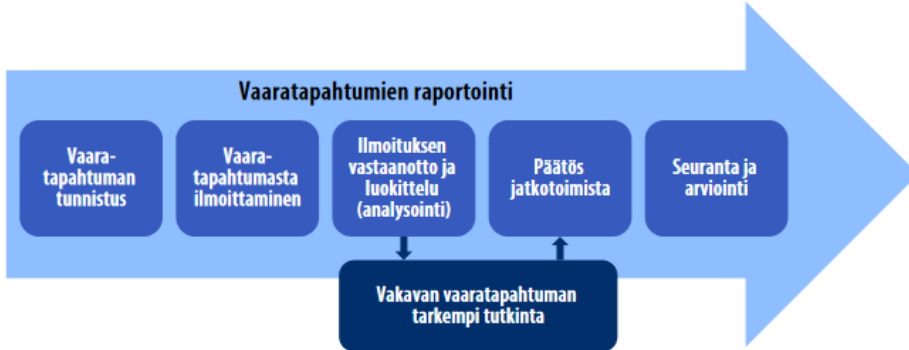 Vaaratapahtumien raportointi
Vaara-
tapahtuman
tunnistus
Vaara-
tapahtumasta
ilmoittaminen
Ilmoituksen
vastaanotto ja
luokittelu
(analysointi)
Päätös
jatkotoimista
Seuranta ja
arviointi
Vakavan vaaratapahtuman
tarkempi tutkinta